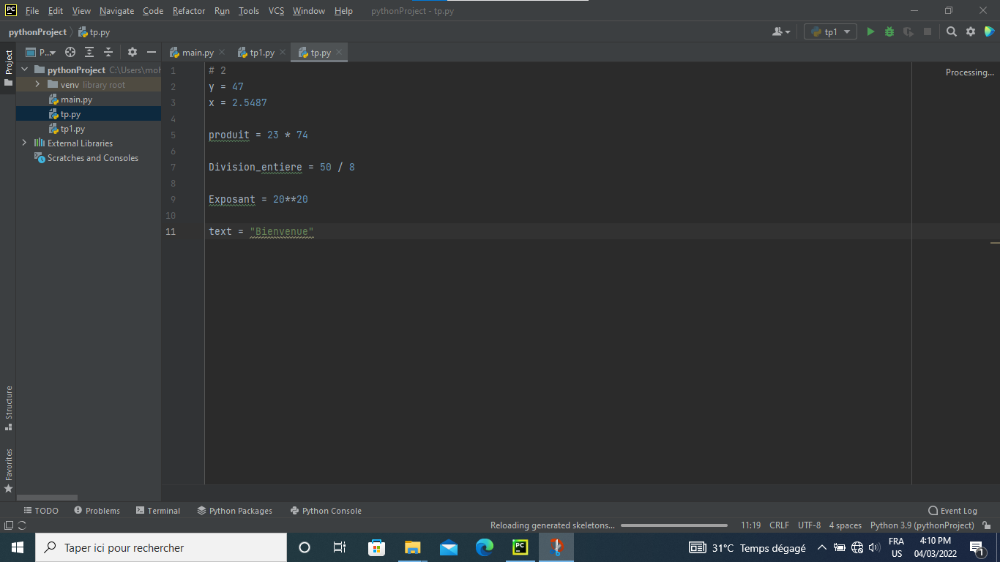 PC File Edit View Navigate Code Refactor Run Tools VCS Window Help pythonProject - tp.py
pythonProject tp.py tp1
Project
P... main.py tp1.py tp.py
pythonProject C:\Users\moh
venv library root
main.py
tp.py
tp1.py
External Libraries
Scratches and Consoles
1 # 2
2 y = 47
3 x = 2.5487
4
5 produit = 23 * 74
6
7 Division_entiere = 50 / 8
8
9 Exposant = 20**20
10
11 text = "Bienvenue"
Processing...
Structure
Favorites
TODO Problems Terminal Python Packages Python Console Event Log
Reloading generated skeletons... 11:19 CRLF UTF-8 4 spaces Python 3.9 (pythonProject)
Taper ici pour rechercher PC 31°C Temps dégagé FRA 4:10 PM
US 04/03/2022 1